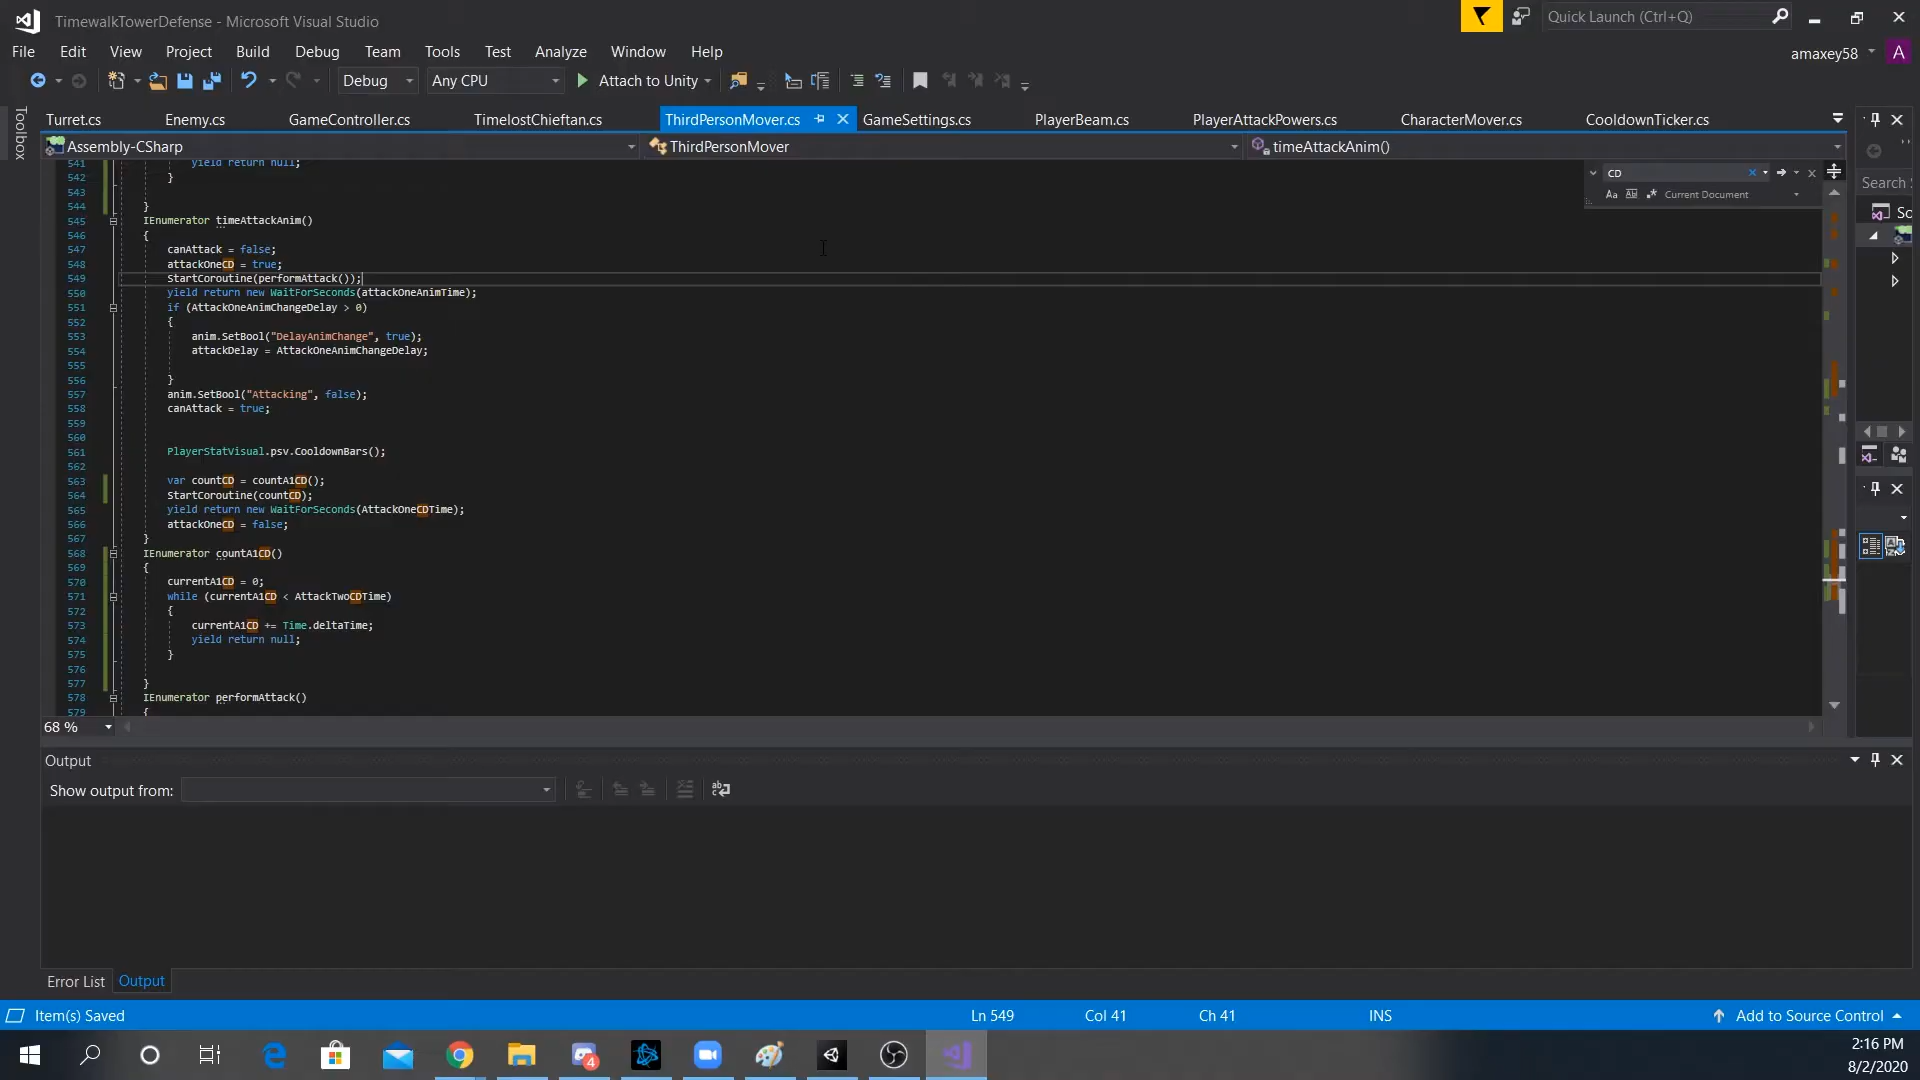 TimewalkTowerDefense - Microsoft Visual Studio
Quick Launch (Ctrl+Q)
File Edit View Project Build Debug Team Tools Test Analyze Window Help
amaxey58 A
Debug Any CPU Attach to Unity
Toolbox
Turret.cs Enemy.cs GameController.cs TimelostChieftan.cs ThirdPersonMover.cs GameSettings.cs PlayerBeam.cs PlayerAttackPowers.cs CharacterMover.cs CooldownTicker.cs
Assembly-CSharp ThirdPersonMover timeAttackAnim()
CD
Aa Current Document
Search S
So
541 yield return null;
542 }
543
544 }
545 IEnumerator timeAttackAnim()
546 {
547 canAttack = false;
548 attackOneCD = true;
549 StartCoroutine(performAttack());
550 yield return new WaitForSeconds(attackOneAnimTime);
551 if (AttackOneAnimChangeDelay > 0)
552 {
553 anim.SetBool("DelayAnimChange", true);
554 attackDelay = AttackOneAnimChangeDelay;
555
556 }
557 anim.SetBool("Attacking", false);
558 canAttack = true;
559
560
561 PlayerStatVisual.psv.CooldownBars();
562
563 var countCD = countA1CD();
564 StartCoroutine(countCD);
565 yield return new WaitForSeconds(AttackOneCDTime);
566 attackOneCD = false;
567 }
568 IEnumerator countA1CD()
569 {
570 currentA1CD = 0;
571 while (currentA1CD < AttackTwoCDTime)
572 {
573 currentA1CD += Time.deltaTime;
574 yield return null;
575 }
576
577 }
578 IEnumerator performAttack()
579 {
68 %
Output
Show output from:
Error List Output
Item(s) Saved Ln 549 Col 41 Ch 41 INS Add to Source Control
4
2:16 PM
8/2/2020